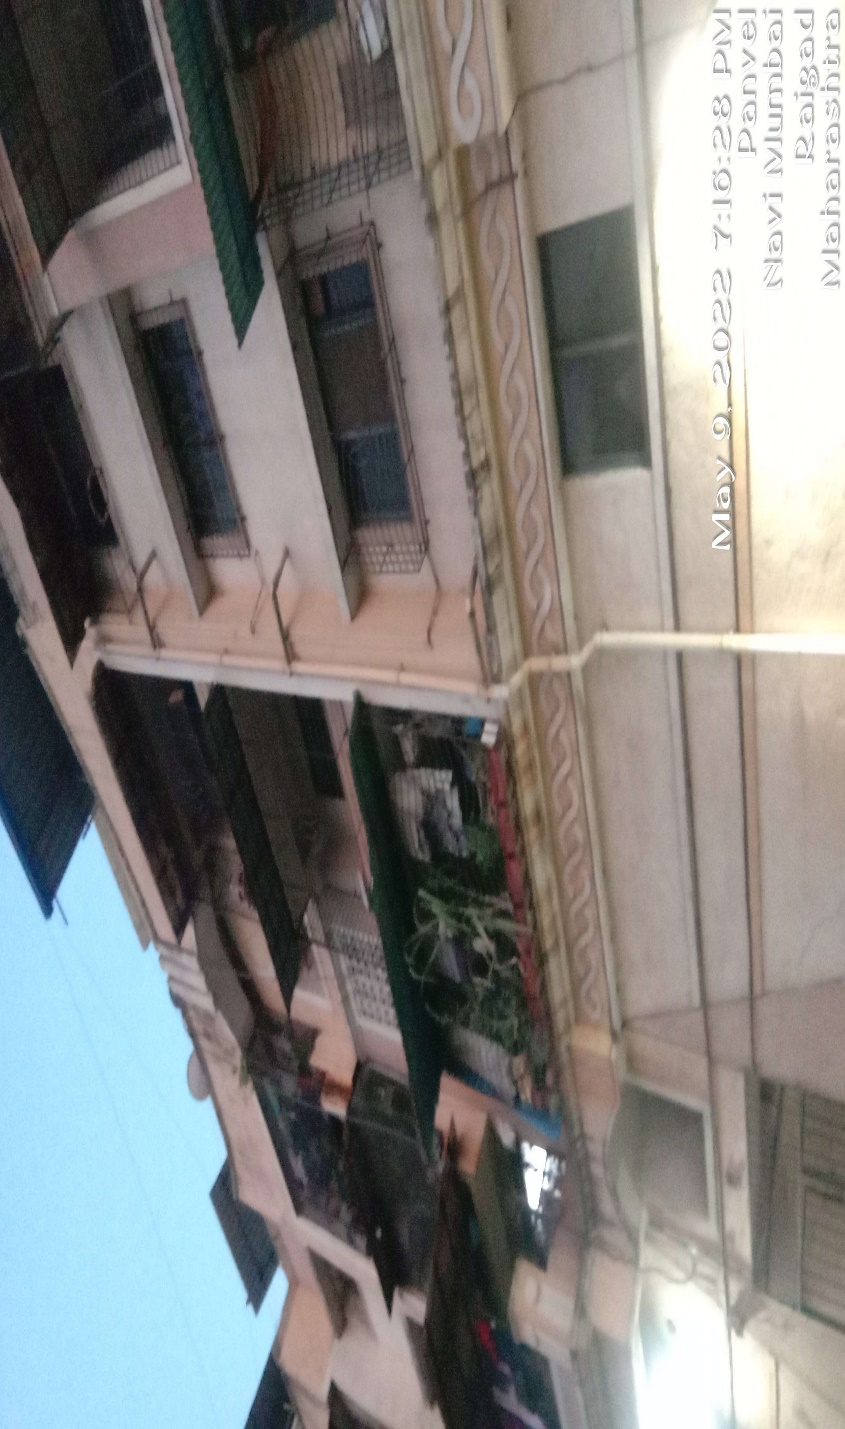 May 9, 2022 7:16:28 PM
Panvel
Navi Mumbai
Raigad
Maharashtra